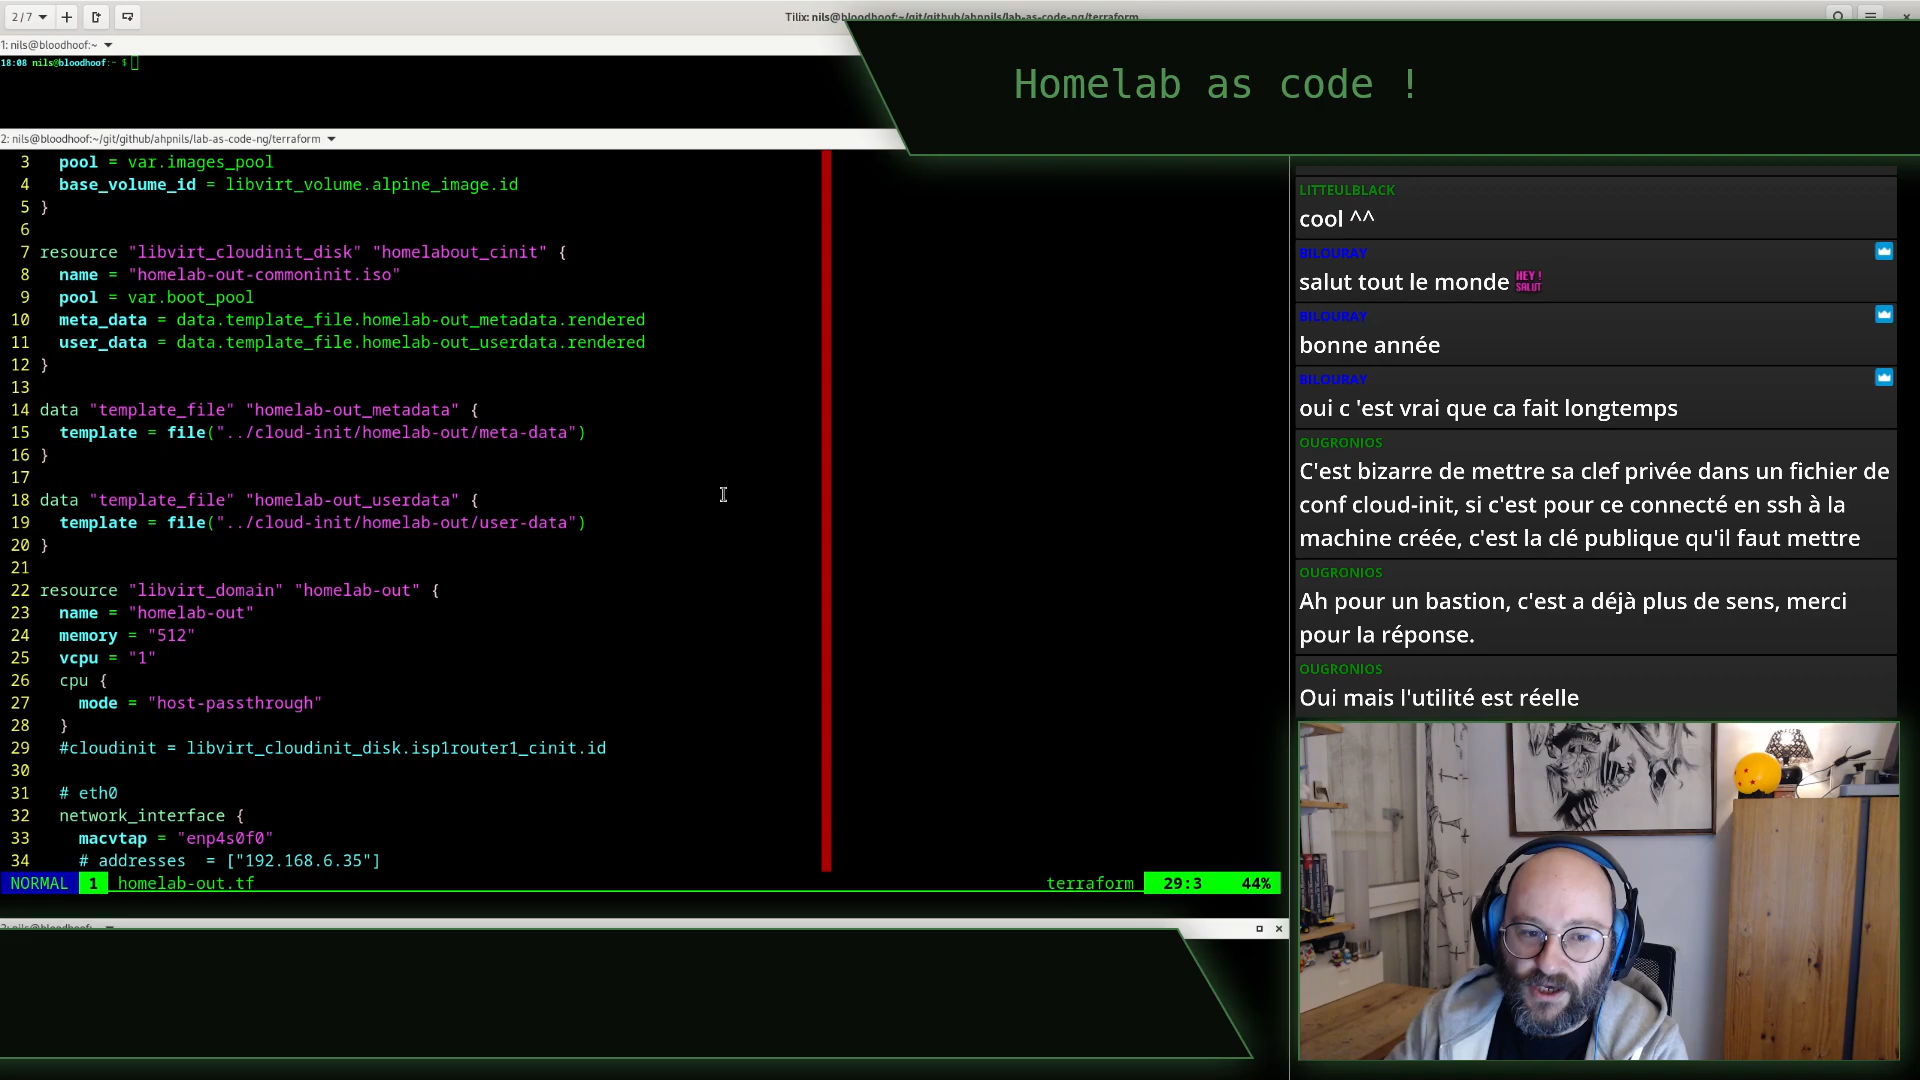 2/7
Tilix: nils@bloodhoof:~/git/github/ahpnils/lab-as-code-ng/terraform
1: nils@bloodhoof:~
18:08 nils@bloodhoof:~ $
Homelab as code !
2: nils@bloodhoof:~/git/github/ahpnils/lab-as-code-ng/terraform
3 pool = var.images_pool
4 base_volume_id = libvirt_volume.alpine_image.id
5 }
6
7 resource "libvirt_cloudinit_disk" "homelabout_cinit" {
8 name = "homelab-out-commoninit.iso"
9 pool = var.boot_pool
10 meta_data = data.template_file.homelab-out_metadata.rendered
11 user_data = data.template_file.homelab-out_userdata.rendered
12 }
13
14 data "template_file" "homelab-out_metadata" {
15 template = file("../cloud-init/homelab-out/meta-data")
16 }
17
18 data "template_file" "homelab-out_userdata" {
19 template = file("../cloud-init/homelab-out/user-data")
20 }
21
22 resource "libvirt_domain" "homelab-out" {
23 name = "homelab-out"
24 memory = "512"
25 vcpu = "1"
26 cpu {
27 mode = "host-passthrough"
28 }
29 #cloudinit = libvirt_cloudinit_disk.isp1router1_cinit.id
30
31 # eth0
32 network_interface {
33 macvtap = "enp4s0f0"
34 # addresses  = ["192.168.6.35"]
NORMAL 1 homelab-out.tf terraform 29:3 44%
LITTEULBLACK
cool ^^
BILOURAY
salut tout le monde HEY ! SALUT
BILOURAY
bonne année
BILOURAY
oui c 'est vrai que ca fait longtemps
OUGRONIOS
C'est bizarre de mettre sa clef privée dans un fichier de
conf cloud-init, si c'est pour ce connecté en ssh à la
machine créée, c'est la clé publique qu'il faut mettre
OUGRONIOS
Ah pour un bastion, c'est a déjà plus de sens, merci
pour la réponse.
OUGRONIOS
Oui mais l'utilité est réelle